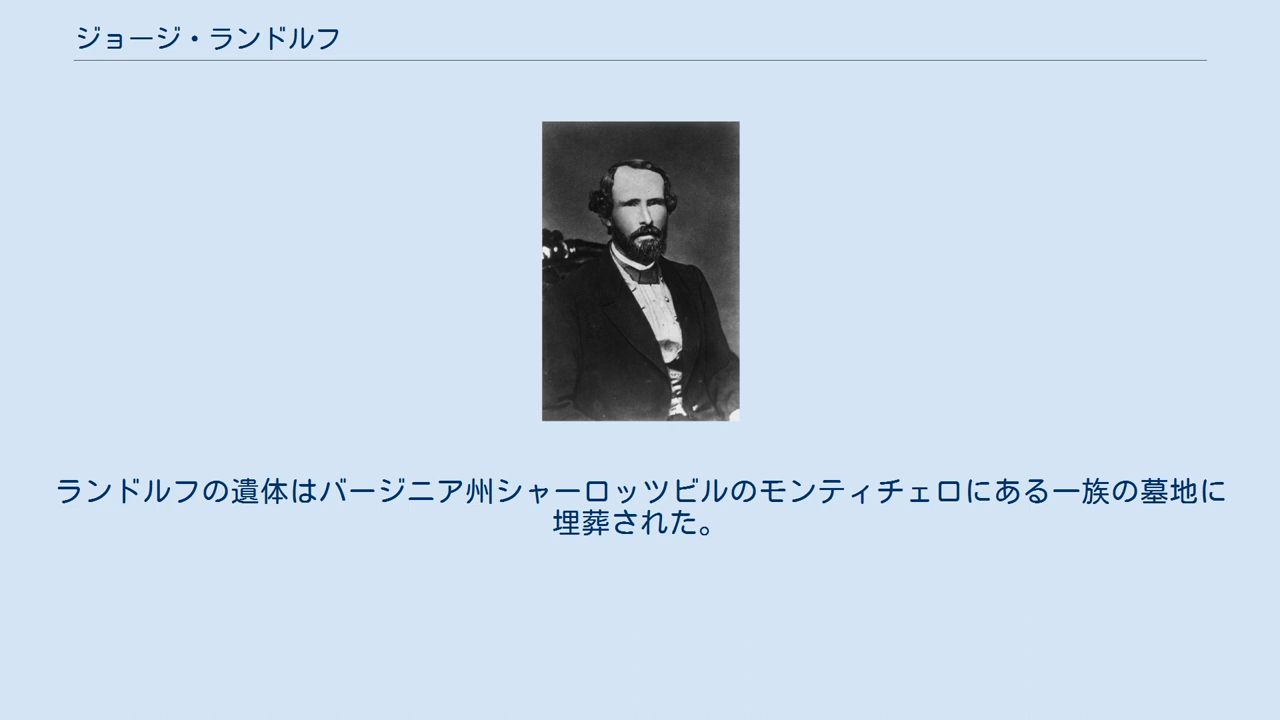 ジョージ・ランドルフ
ランドルフの遺体はバージニア州シャーロッツビルのモンティチェロにある一族の墓地に
埋葬された。